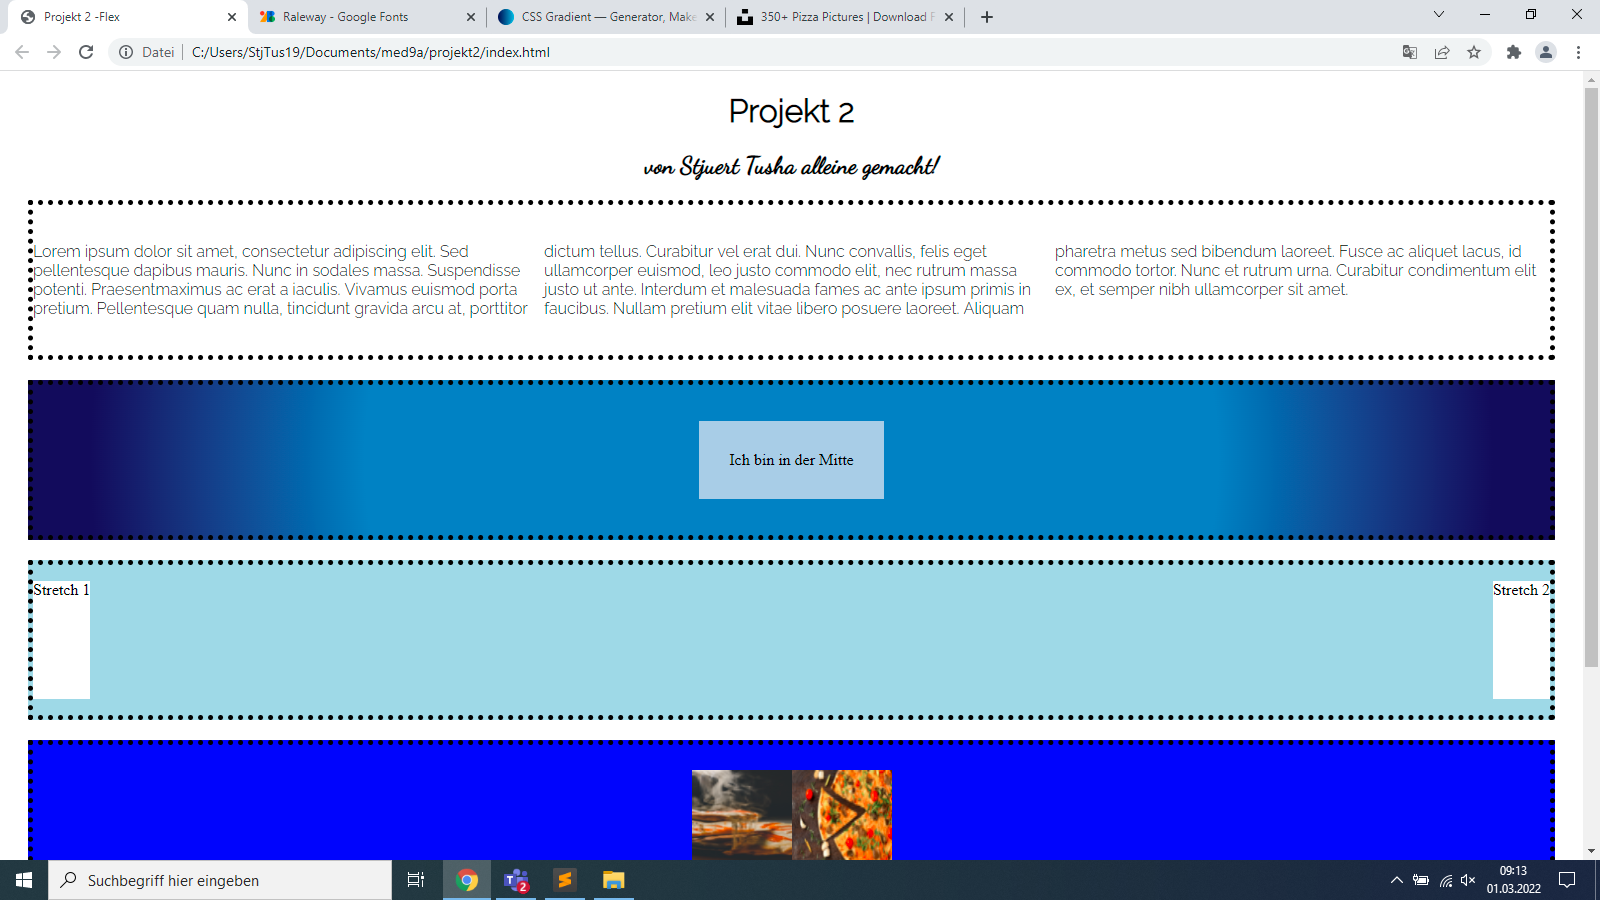 Projekt 2 -Flex
Raleway - Google Fonts
CSS Gradient — Generator, Make
350+ Pizza Pictures | Download F
Datei
C:/Users/StjTus19/Documents/med9a/projekt2/index.html
Projekt 2
von Stjuert Tusha alleine gemacht!
Lorem ipsum dolor sit amet, consectetur adipiscing elit. Sed
pellentesque dapibus mauris. Nunc in sodales massa. Suspendisse
potenti. Praesentmaximus ac erat a iaculis. Vivamus euismod porta
pretium. Pellentesque quam nulla, tincidunt gravida arcu at, porttitor
dictum tellus. Curabitur vel erat dui. Nunc convallis, felis eget
ullamcorper euismod, leo justo commodo elit, nec rutrum massa
justo ut ante. Interdum et malesuada fames ac ante ipsum primis in
faucibus. Nullam pretium elit vitae libero posuere laoreet. Aliquam
pharetra metus sed bibendum laoreet. Fusce ac aliquet lacus, id
commodo tortor. Nunc et rutrum urna. Curabitur condimentum elit
ex, et semper nibh ullamcorper sit amet.
Ich bin in der Mitte
Stretch 1
Stretch 2
Suchbegriff hier eingeben
2
09:13
01.03.2022